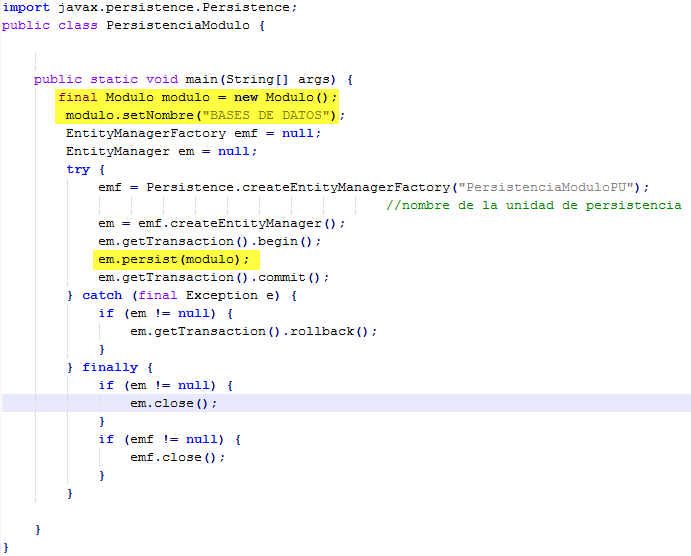 import javax.persistence.Persistence;
public class PersistenciaModulo {
public static void main(String[] args) {
final Modulo modulo = new Modulo();
modulo.setNombre("BASES DE DATOS");
EntityManagerFactory emf = null;
EntityManager em = null;
try {
emf = Persistence.createEntityManagerFactory("PersistenciaModuloPU");
//nombre de la unidad de persistencia
em = emf.createEntityManager();
em.getTransaction().begin();
em.persist(modulo);
em.getTransaction().commit();
} catch (final Exception e) {
if (em != null) {
em.getTransaction().rollback();
}
} finally {
if (em != null) {
em.close();
}
if (emf != null) {
emf.close();
}
}
}
}